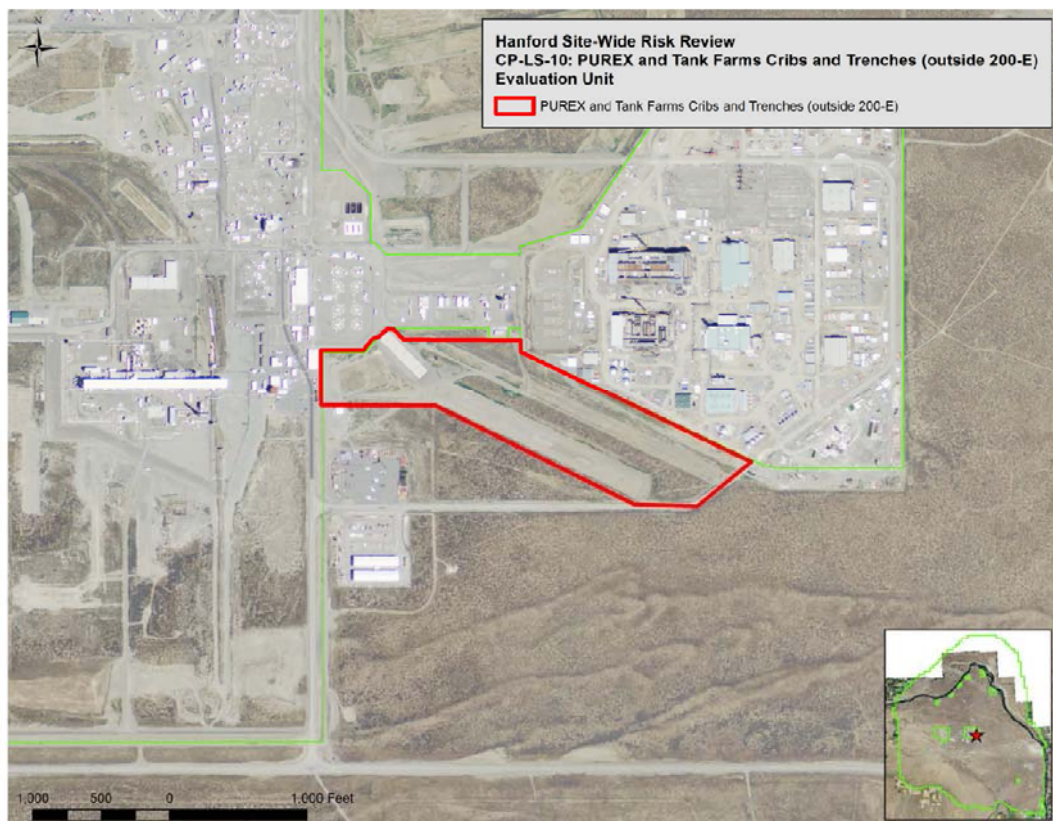 N
Hanford Site-Wide Risk Review
CP-LS-10: PUREX and Tank Farms Cribs and Trenches (outside 200-E)
Evaluation Unit
PUREX and Tank Farms Cribs and Trenches (outside 200-E)
1,000 500 0 1,000 Feet